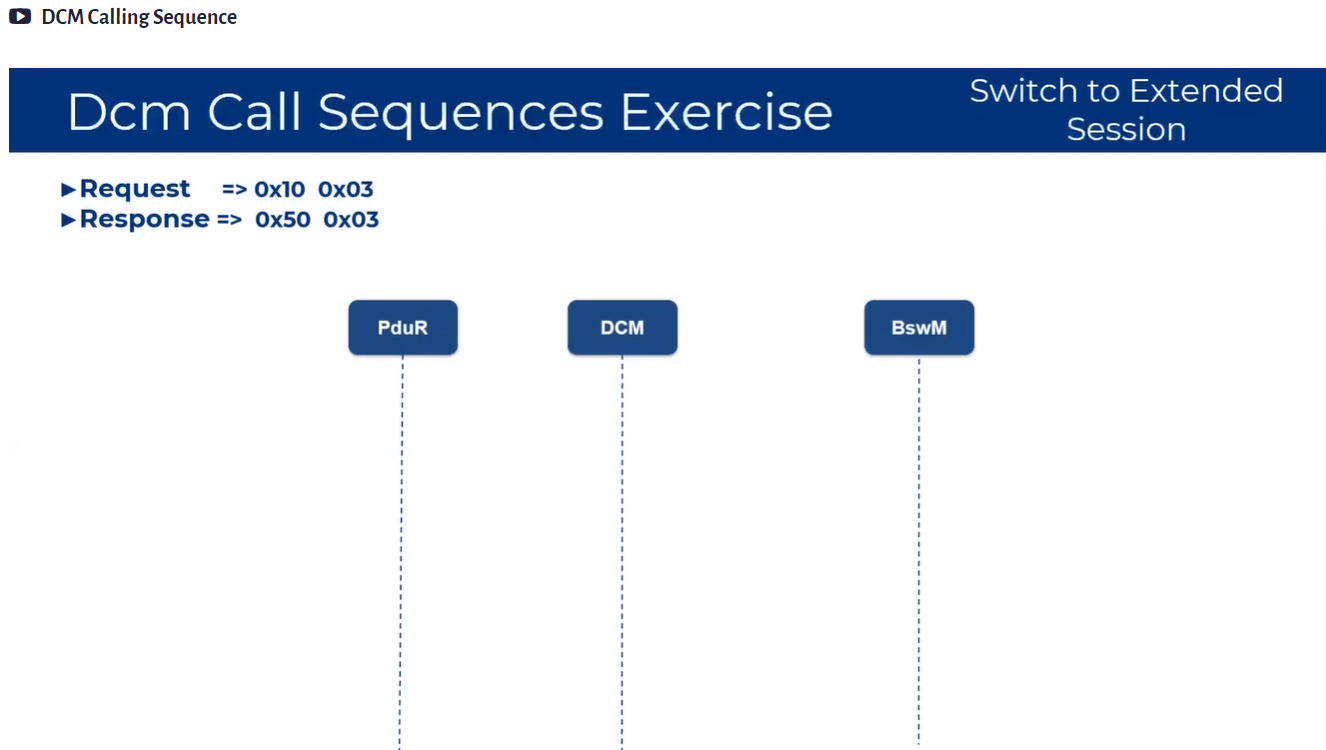 DCM Calling Sequence
Dcm Call Sequences Exercise
Switch to Extended
Session
►Request => 0x10 0x03
►Response => 0x50 0x03
PduR
DCM
BswM